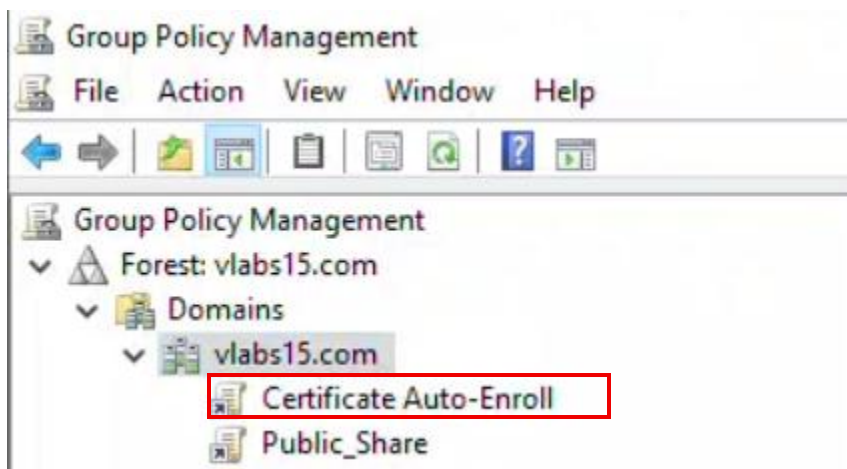 Group Policy Management
File Action View Window Help
Group Policy Management
Forest: vlabs15.com
Domains
vlabs15.com
Certificate Auto-Enroll
Public_Share